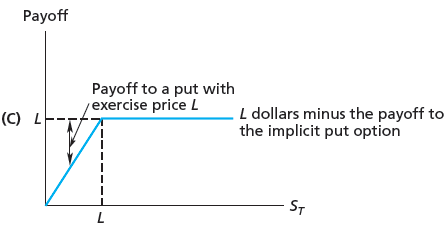 Payoff
Payoff to a put with
exercise price L
(C) L
L dollars minus the payoff to
the implicit put option
S_T
L